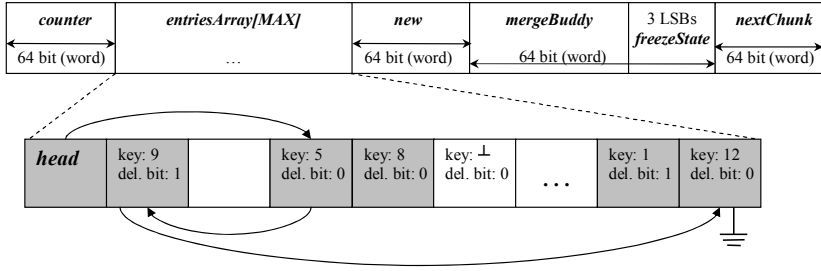 counter
entriesArray[MAX]
new
mergeBuddy
3 LSBs
freezeState
nextChunk
64 bit (word)
...
64 bit (word)
64 bit (word)
64 bit (word)
head
key: 9
del. bit: 1
key: 5
del. bit: 0
key: 8
del. bit: 0
key: ⊥
del. bit: 0
...
key: 1
del. bit: 1
key: 12
del. bit: 0